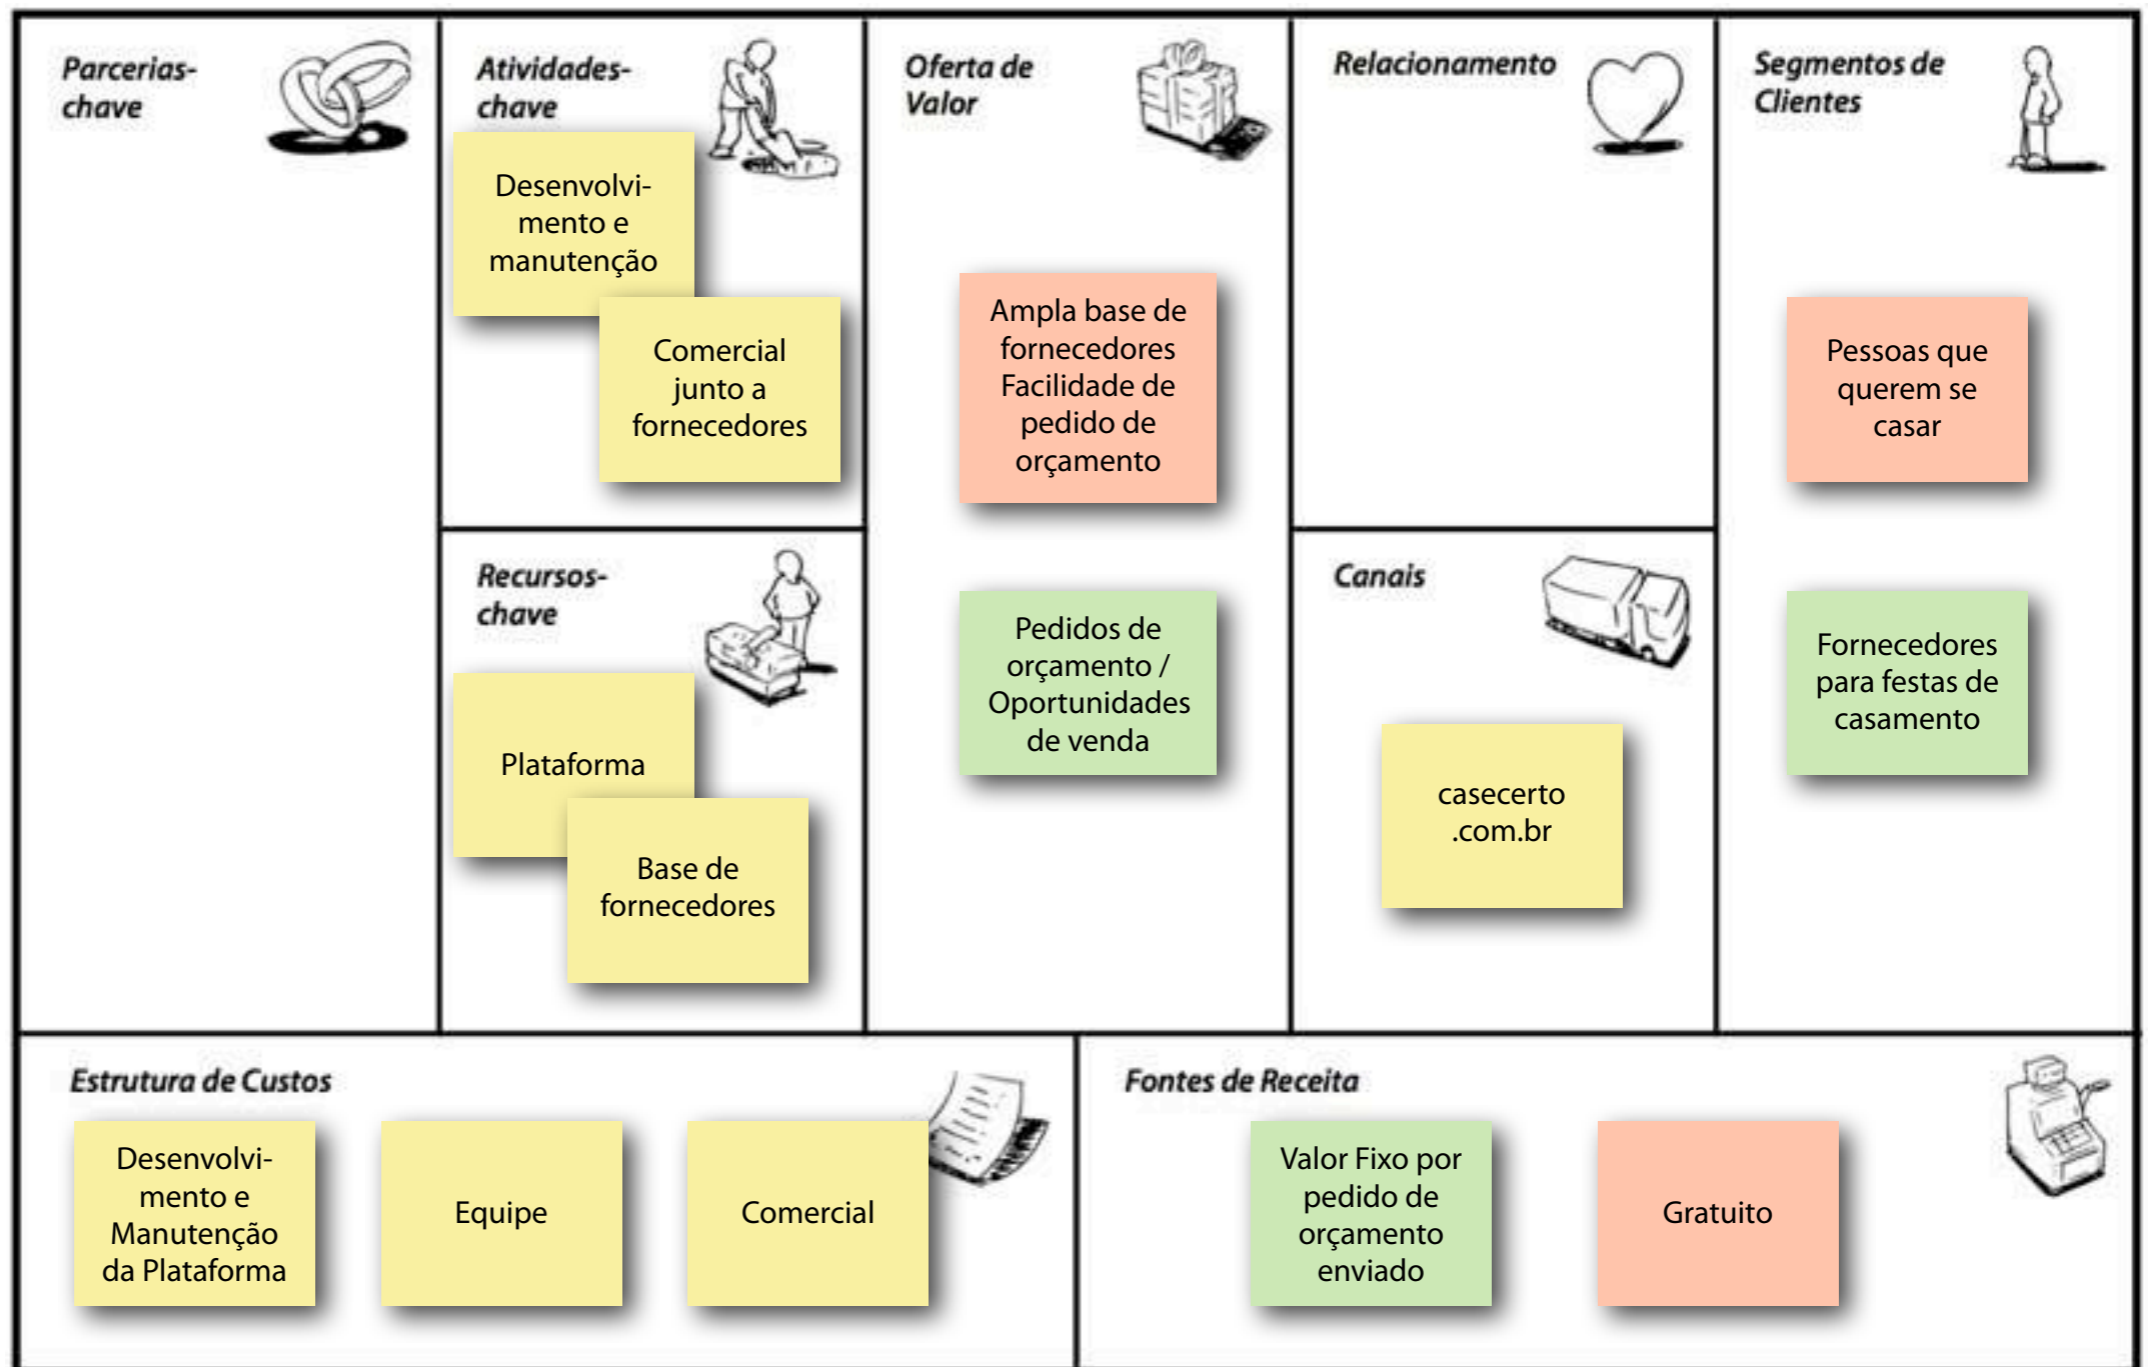 Parcerias-
chave
Atividades-
chave
Desenvolvi-
mento e
manutenção
Comercial
junto a
fornecedores
Recursos-
chave
Plataforma
Base de
fornecedores
Oferta de
Valor
Ampla base de
fornecedores
Facilidade de
pedido de
orçamento
Pedidos de
orçamento /
Oportunidades
de venda
Relacionamento
Canais
casecerto
.com.br
Segmentos de
Clientes
Pessoas que
querem se
casar
Fornecedores
para festas de
casamento
Estrutura de Custos
Desenvolvi-
mento e
Manutenção
da Plataforma
Equipe
Comercial
Fontes de Receita
Valor Fixo por
pedido de
orçamento
enviado
Gratuito